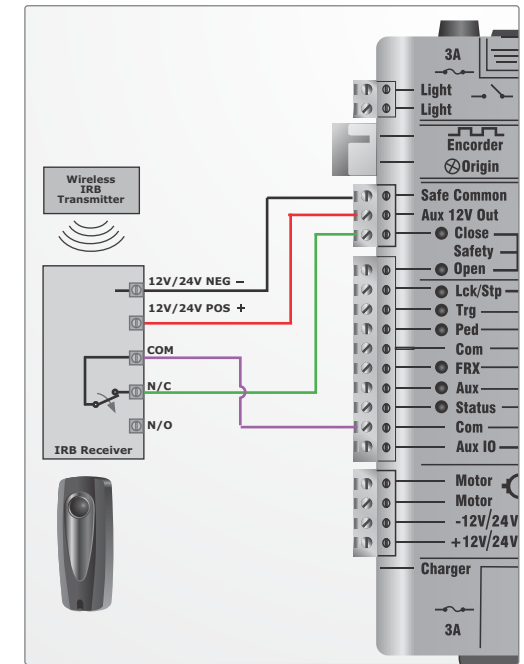 Wireless
IRB
Transmitter
12V/24V NEG −
12V/24V POS +
COM
N/C
N/O
IRB Receiver
3A
Light
Light
Encorder
Origin
Safe Common
Aux 12V Out
Close
Safety
Open
Lck/Stp
Trg
Ped
Com
FRX
Aux
Status
Com
Aux IO
Motor
Motor
-12V/24V
+12V/24V
Charger
3A